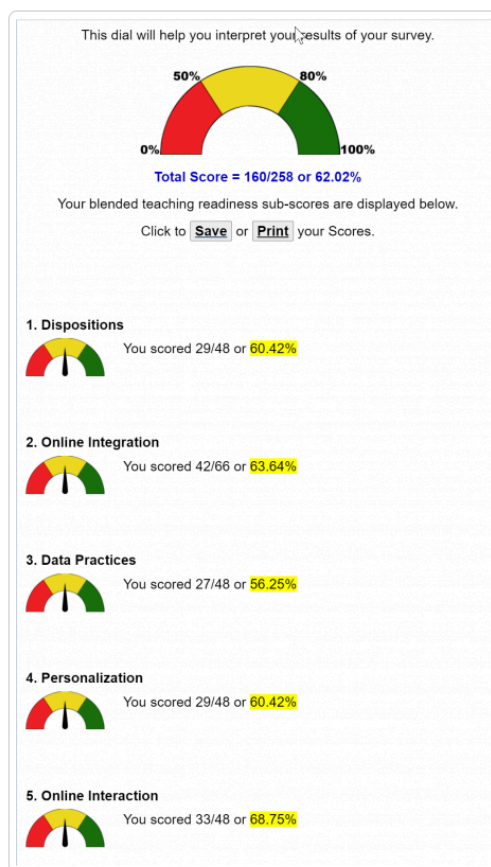 This dial will help you interpret your results of your survey.
50% 80%
0% 100%
Total Score = 160/258 or 62.02%
Your blended teaching readiness sub-scores are displayed below.
Click to Save or Print your Scores.
1. Dispositions
You scored 29/48 or 60.42%
2. Online Integration
You scored 42/66 or 63.64%
3. Data Practices
You scored 27/48 or 56.25%
4. Personalization
You scored 29/48 or 60.42%
5. Online Interaction
You scored 33/48 or 68.75%